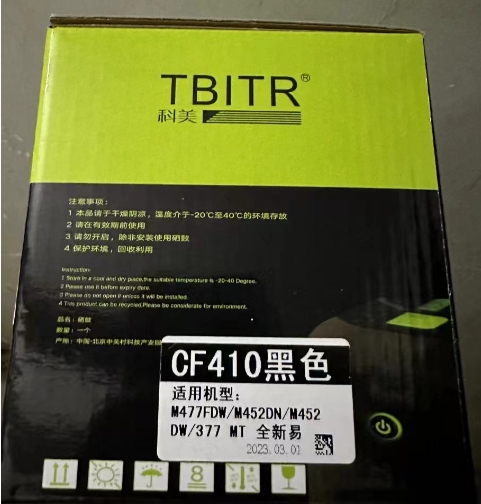 TBITR®
科美
注意事项：
1 本品请于干燥阴凉，温度介于-20℃至40℃的环境存放
2 请在有效期前使用
3 请勿开启，除非安装使用硒鼓
4 保护环境，回收利用
Instruction:
1 Store in a cool and dry place,the suitable temperature is -20-40 Degree.
2 Please use it before expiry date.
3 Please do not open it unless it will be installed.
4 This product can be recycled.Please be considerate for environment.
品名：硒鼓
数量：一个
产地：中国·北京中关村科技产业园
CF410黑色
适用机型：
M477FDW/M452DN/M452
DW/377 MT 全新易
2023.03.01
8